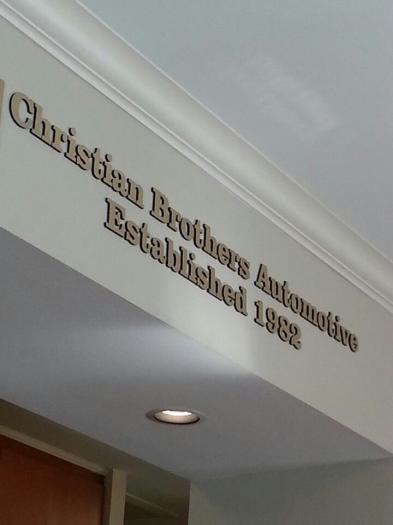 Christian Brothers Automotive
Established 1982